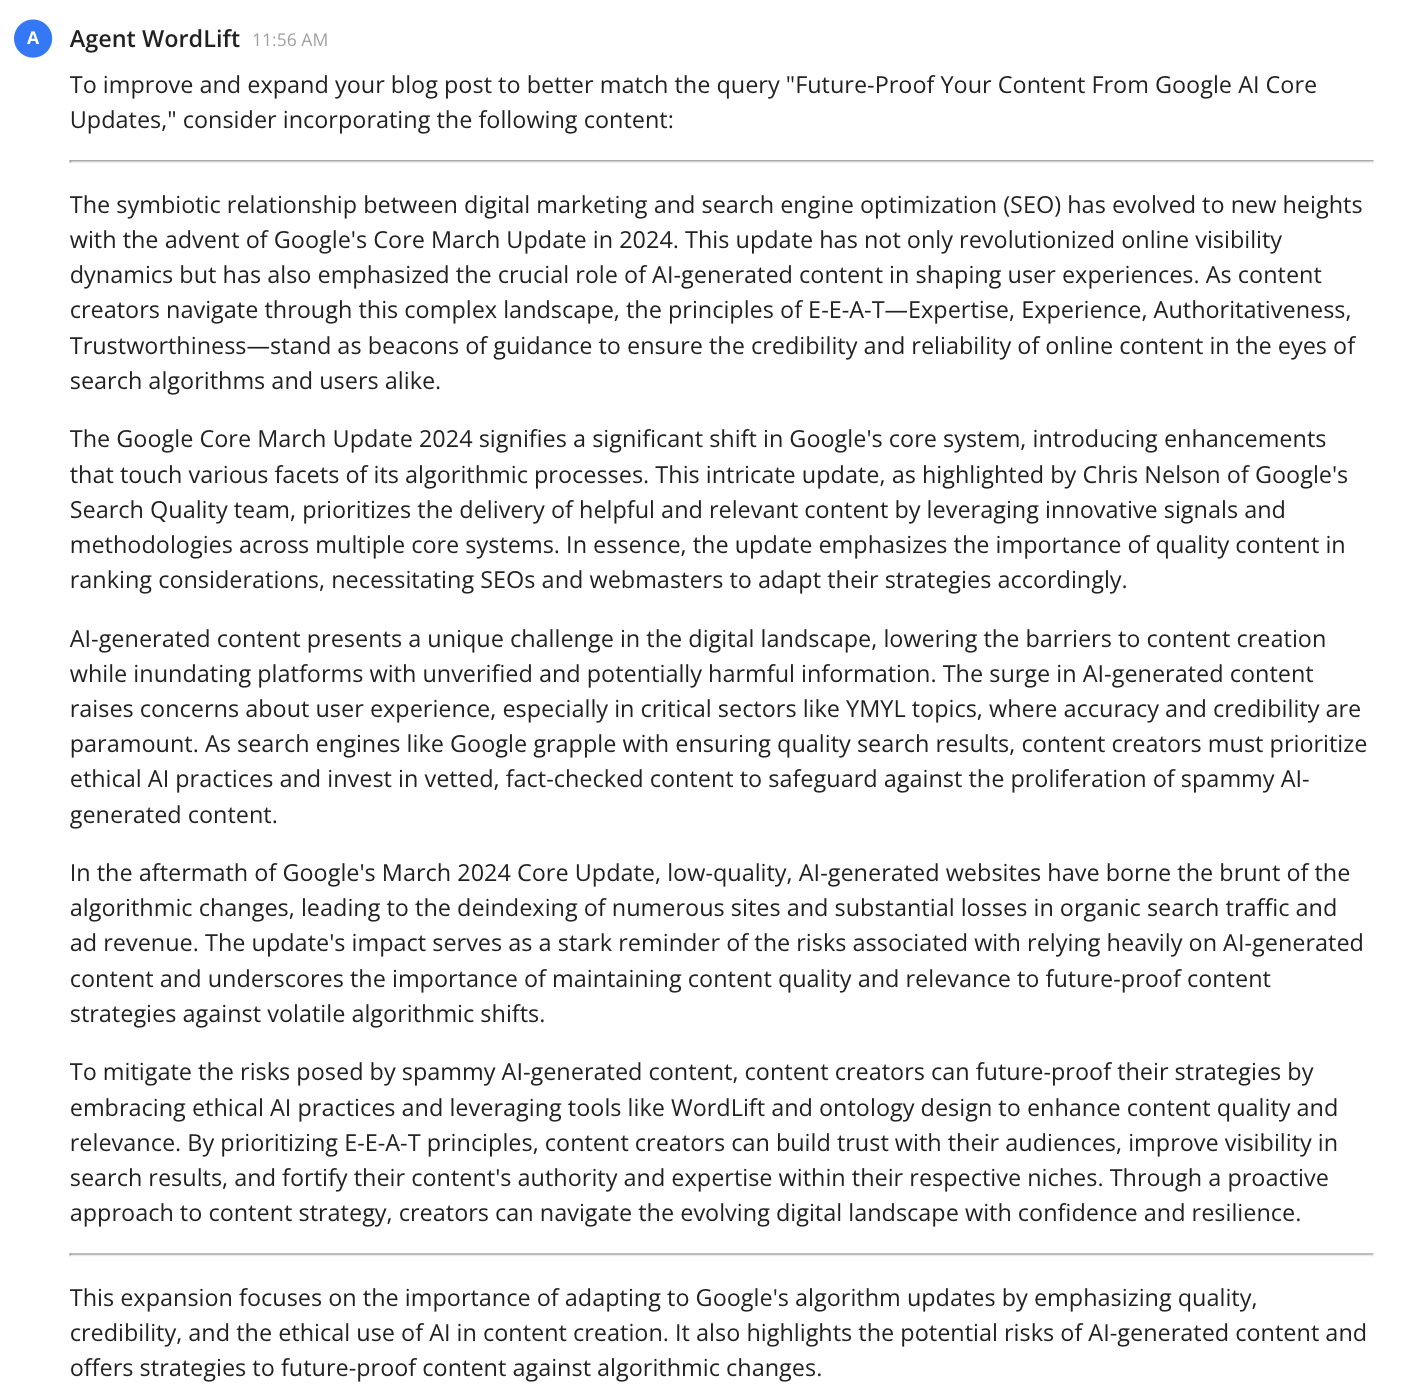 A
Agent WordLift 11:56 AM
To improve and expand your blog post to better match the query "Future-Proof Your Content From Google AI Core
Updates," consider incorporating the following content:
The symbiotic relationship between digital marketing and search engine optimization (SEO) has evolved to new heights
with the advent of Google's Core March Update in 2024. This update has not only revolutionized online visibility
dynamics but has also emphasized the crucial role of AI-generated content in shaping user experiences. As content
creators navigate through this complex landscape, the principles of E-E-A-T—Expertise, Experience, Authoritativeness,
Trustworthiness—stand as beacons of guidance to ensure the credibility and reliability of online content in the eyes of
search algorithms and users alike.
The Google Core March Update 2024 signifies a significant shift in Google's core system, introducing enhancements
that touch various facets of its algorithmic processes. This intricate update, as highlighted by Chris Nelson of Google's
Search Quality team, prioritizes the delivery of helpful and relevant content by leveraging innovative signals and
methodologies across multiple core systems. In essence, the update emphasizes the importance of quality content in
ranking considerations, necessitating SEOs and webmasters to adapt their strategies accordingly.
AI-generated content presents a unique challenge in the digital landscape, lowering the barriers to content creation
while inundating platforms with unverified and potentially harmful information. The surge in AI-generated content
raises concerns about user experience, especially in critical sectors like YMYL topics, where accuracy and credibility are
paramount. As search engines like Google grapple with ensuring quality search results, content creators must prioritize
ethical AI practices and invest in vetted, fact-checked content to safeguard against the proliferation of spammy AI-
generated content.
In the aftermath of Google's March 2024 Core Update, low-quality, AI-generated websites have borne the brunt of the
algorithmic changes, leading to the deindexing of numerous sites and substantial losses in organic search traffic and
ad revenue. The update's impact serves as a stark reminder of the risks associated with relying heavily on AI-generated
content and underscores the importance of maintaining content quality and relevance to future-proof content
strategies against volatile algorithmic shifts.
To mitigate the risks posed by spammy AI-generated content, content creators can future-proof their strategies by
embracing ethical AI practices and leveraging tools like WordLift and ontology design to enhance content quality and
relevance. By prioritizing E-E-A-T principles, content creators can build trust with their audiences, improve visibility in
search results, and fortify their content's authority and expertise within their respective niches. Through a proactive
approach to content strategy, creators can navigate the evolving digital landscape with confidence and resilience.
This expansion focuses on the importance of adapting to Google's algorithm updates by emphasizing quality,
credibility, and the ethical use of AI in content creation. It also highlights the potential risks of AI-generated content and
offers strategies to future-proof content against algorithmic changes.